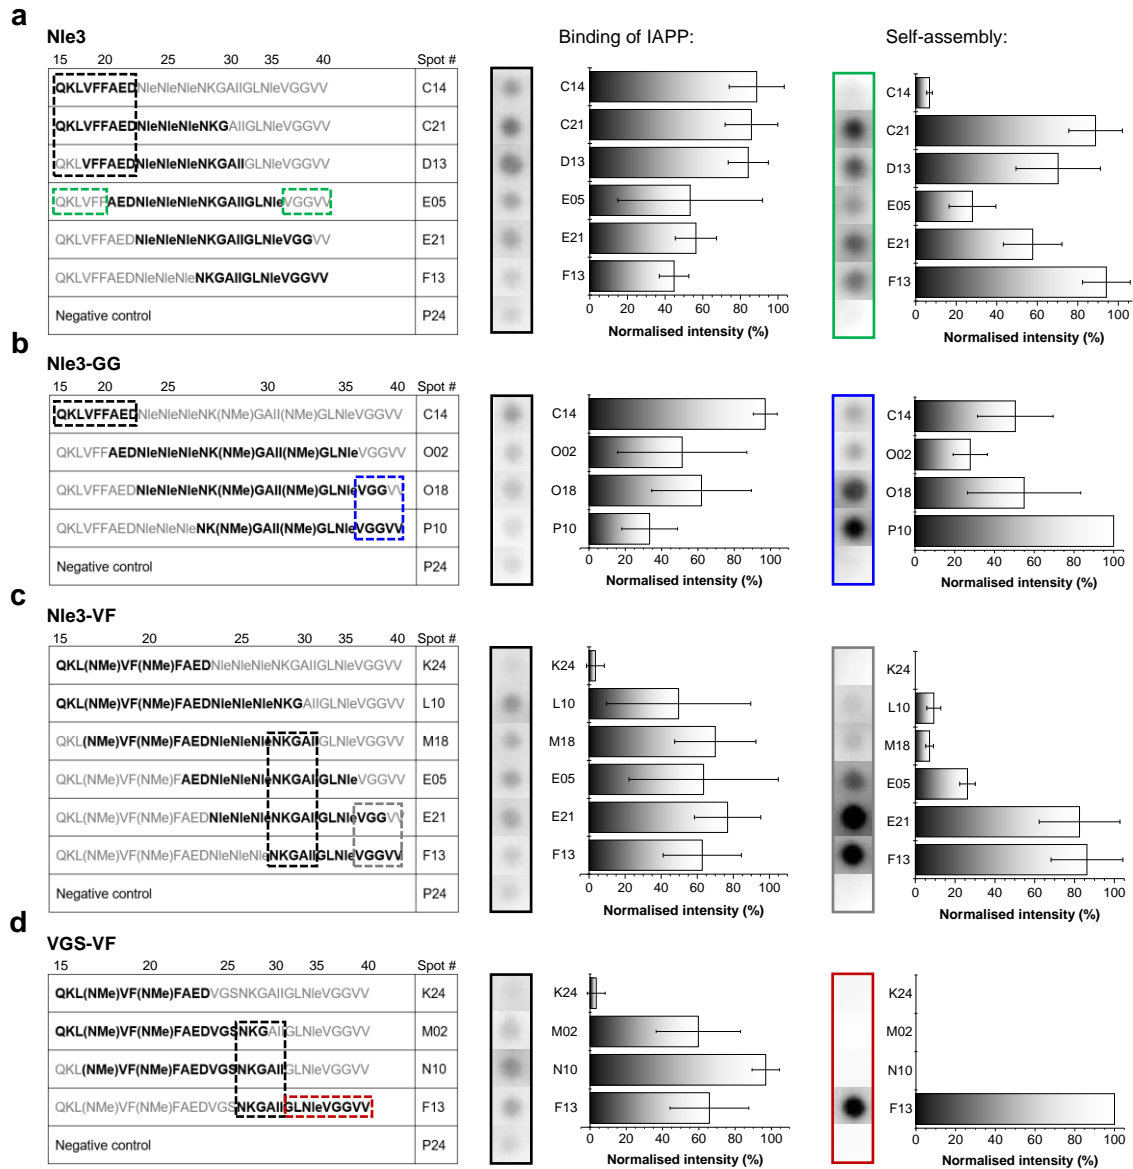 a
Nle3
Binding of IAPP:
Self-assembly:
15 20 25 30 35 40 Spot #
QKLVFFAEDNleNleNleNKGAIIGLNleVGGVV C14
QKLVFFAEDNleNleNleNKGAIIGLNleVGGVV C21
QKLVFFAEDNleNleNleNKGAIIGLNleVGGVV D13
QKLVFFAEDNleNleNleNKGAIIGLNleVGGVV E05
QKLVFFAEDNleNleNleNKGAIIGLNleVGGVV E21
QKLVFFAEDNleNleNleNKGAIIGLNleVGGVV F13
Negative control P24
C14
C21
D13
E05
E21
F13
0 20 40 60 80 100
Normalised intensity (%)
C14
C21
D13
E05
E21
F13
0 20 40 60 80 100
Normalised intensity (%)
b
Nle3-GG
15 20 25 30 35 40 Spot #
QKLVFFAEDNleNleNleNK(NMe)GAII(NMe)GLNleVGGVV C14
QKLVFFAEDNleNleNleNK(NMe)GAII(NMe)GLNleVGGVV O02
QKLVFFAEDNleNleNleNK(NMe)GAII(NMe)GLNleVGGVV O18
QKLVFFAEDNleNleNleNK(NMe)GAII(NMe)GLNleVGGVV P10
Negative control P24
C14
O02
O18
P10
0 20 40 60 80 100
Normalised intensity (%)
C14
O02
O18
P10
0 20 40 60 80 100
Normalised intensity (%)
c
Nle3-VF
15 20 25 30 35 40 Spot #
QKL(NMe)VF(NMe)FAEDNleNleNleNKGAIIGLNleVGGVV K24
QKL(NMe)VF(NMe)FAEDNleNleNleNKGAIIGLNleVGGVV L10
QKL(NMe)VF(NMe)FAEDNleNleNleNKGAIIGLNleVGGVV M18
QKL(NMe)VF(NMe)FAEDNleNleNleNKGAIIGLNleVGGVV E05
QKL(NMe)VF(NMe)FAEDNleNleNleNKGAIIGLNleVGGVV E21
QKL(NMe)VF(NMe)FAEDNleNleNleNKGAIIGLNleVGGVV F13
Negative control P24
K24
L10
M18
E05
E21
F13
0 20 40 60 80 100
Normalised intensity (%)
K24
L10
M18
E05
E21
F13
0 20 40 60 80 100
Normalised intensity (%)
d
VGS-VF
15 20 25 30 35 40 Spot #
QKL(NMe)VF(NMe)FAEDVGSNKGAIIGLNleVGGVV K24
QKL(NMe)VF(NMe)FAEDVGSNKGAIIGLNleVGGVV M02
QKL(NMe)VF(NMe)FAEDVGSNKGAIIGLNleVGGVV N10
QKL(NMe)VF(NMe)FAEDVGSNKGAIIGLNleVGGVV F13
Negative control P24
K24
M02
N10
F13
0 20 40 60 80 100
Normalised intensity (%)
K24
M02
N10
F13
0 20 40 60 80 100
Normalised intensity (%)